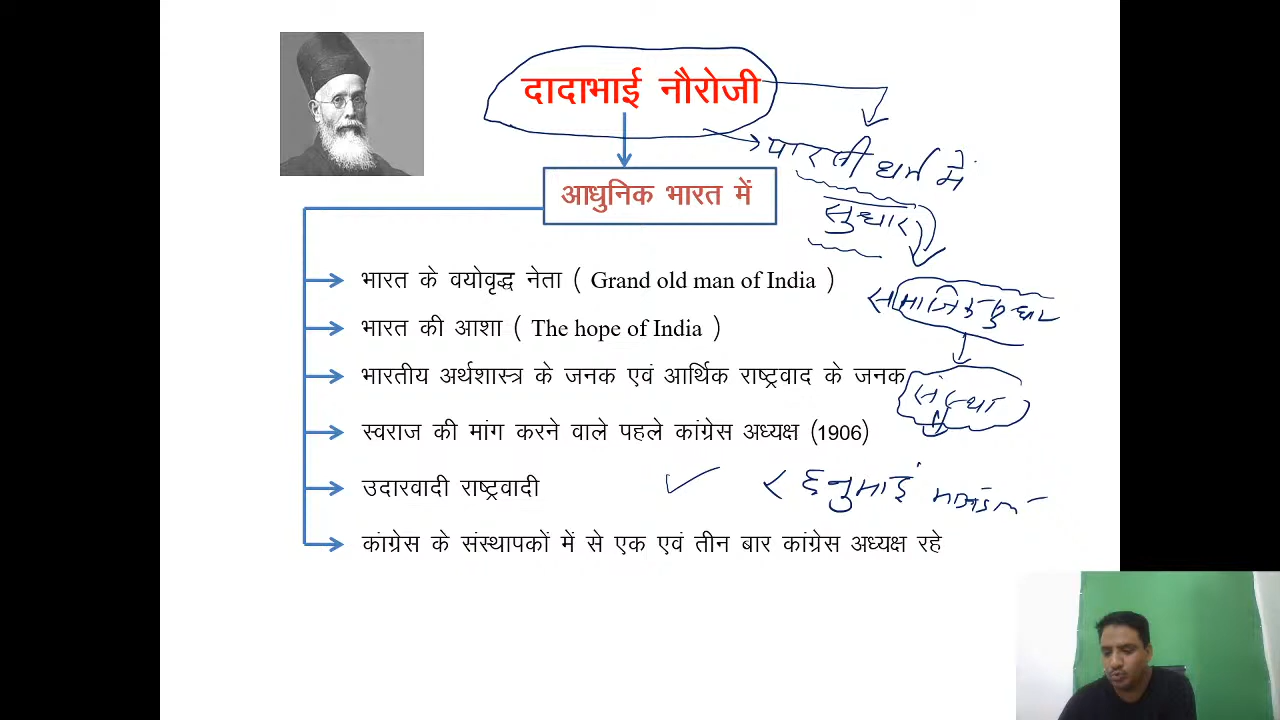 दादाभाई नौरोजी
पारसी धर्म में
आधुनिक भारत में
सुधार
भारत के वयोवृद्ध नेता ( Grand old man of India )
सामाजिक सुधार
भारत की आशा ( The hope of India )
भारतीय अर्थशास्त्र के जनक एवं आर्थिक राष्ट्रवाद के जनक
संस्था
स्वराज की मांग करने वाले पहले कांग्रेस अध्यक्ष (1906)
उदारवादी राष्ट्रवादी
रहनुमाई
कांग्रेस के संस्थापकों में से एक एवं तीन बार कांग्रेस अध्यक्ष रहे